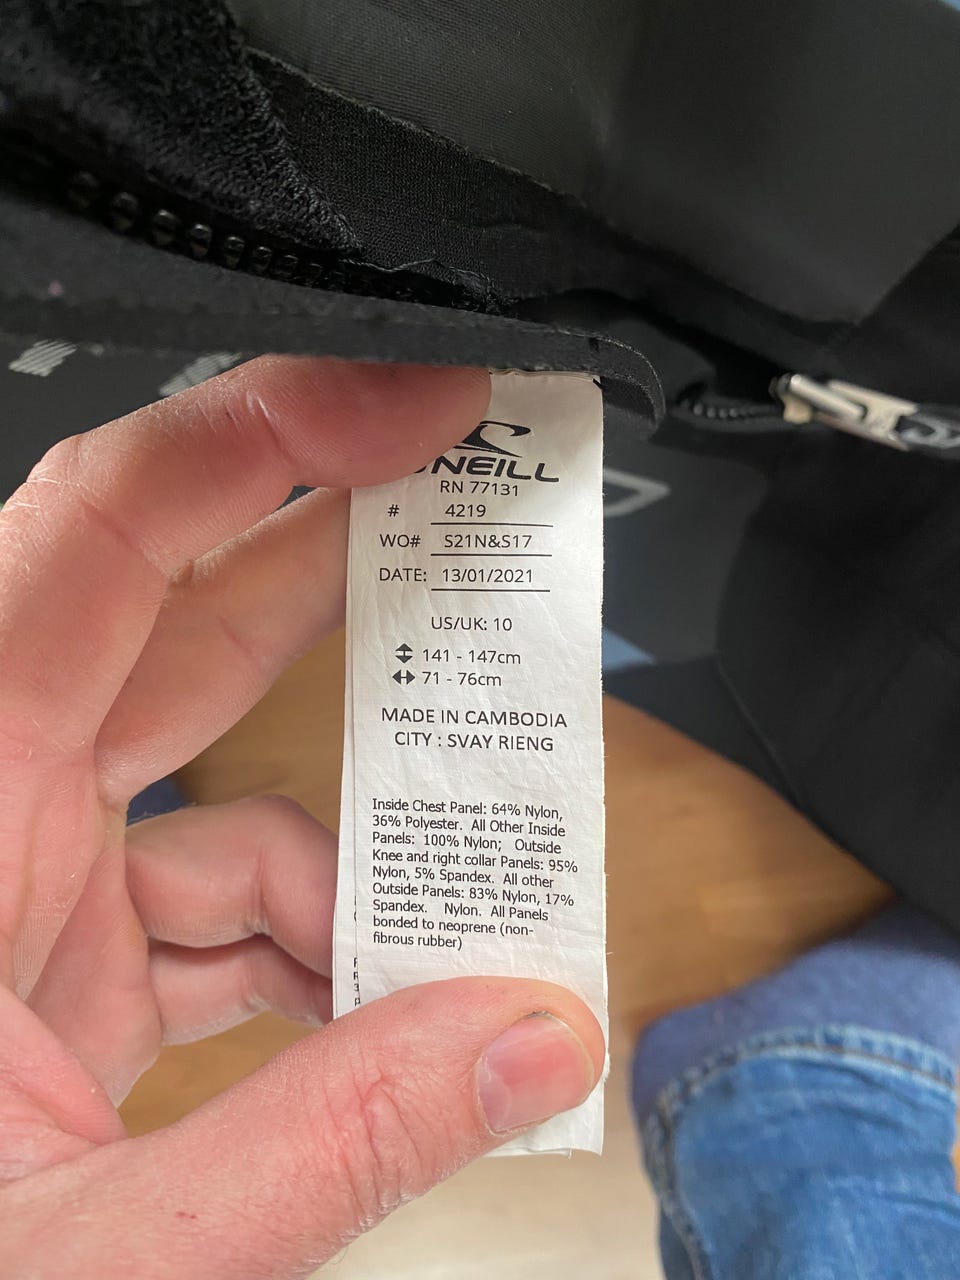 NEILL
RN 77131
# 4219
WO# S21N&S17
DATE: 13/01/2021
US/UK: 10
141 - 147cm
71 - 76cm
MADE IN CAMBODIA
CITY : SVAY RIENG
Inside Chest Panel: 64% Nylon,
36% Polyester. All Other Inside
Panels: 100% Nylon; Outside
Knee and right collar Panels: 95%
Nylon, 5% Spandex. All other
Outside Panels: 83% Nylon, 17%
Spandex. Nylon. All Panels
bonded to neoprene (non-
fibrous rubber)